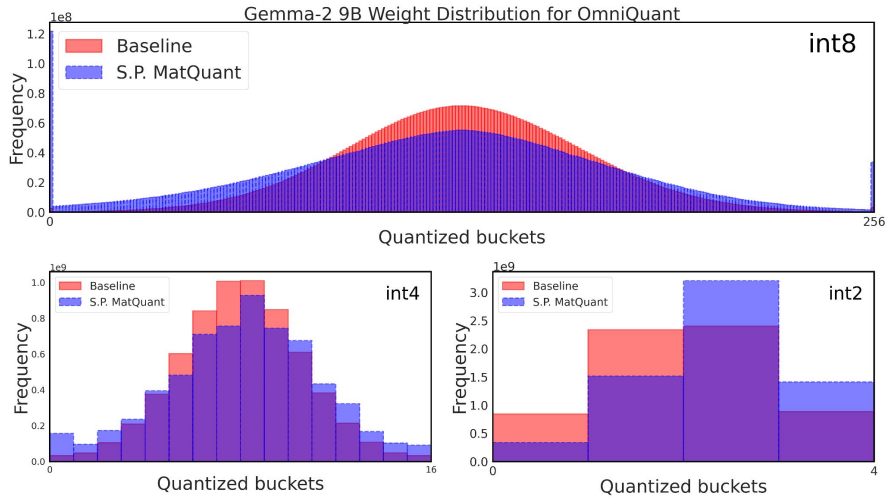 Gemma-2 9B Weight Distribution for OmniQuant
1e8
Baseline
S.P. MatQuant
int8
Frequency
1.2
1.0
0.8
0.6
0.4
0.2
0.0
0
256
Quantized buckets
1e9
Baseline
S.P. MatQuant
int4
Frequency
1.0
0.8
0.6
0.4
0.2
0.0
0
16
Quantized buckets
1e9
Baseline
S.P. MatQuant
int2
Frequency
3.0
2.5
2.0
1.5
1.0
0.5
0.0
0
4
Quantized buckets